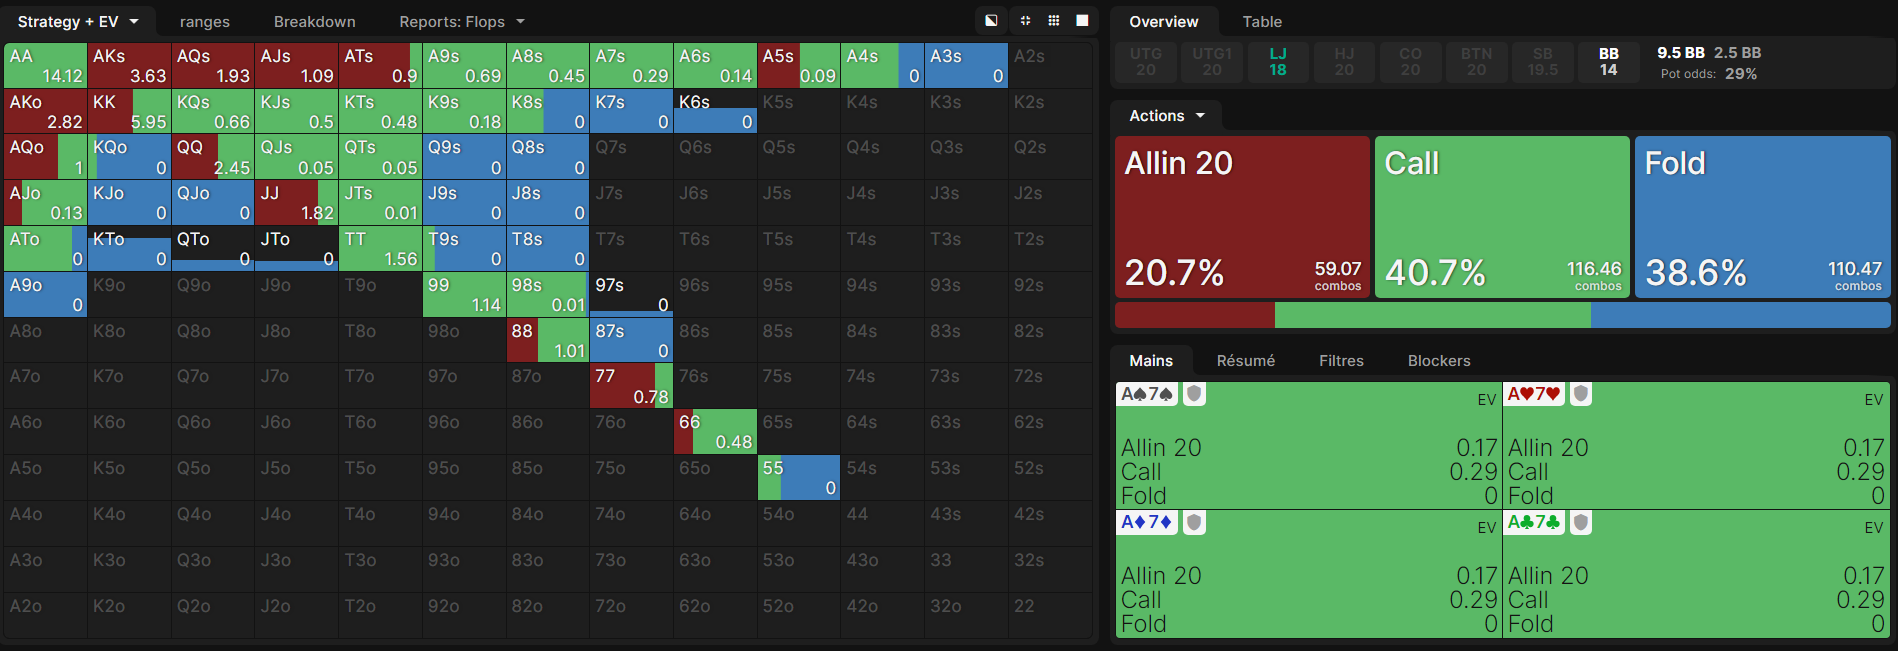 Strategy + EV ranges Breakdown Reports: Flops
AA 14.12 AKs 3.63 AQs 1.93 AJs 1.09 ATs 0.9 A9s 0.69 A8s 0.45 A7s 0.29 A6s 0.14 A5s 0.09 A4s 0 A3s 0 A2s
AKo 2.82 KK 5.95 KQs 0.66 KJs 0.5 KTs 0.48 K9s 0.18 K8s 0 K7s 0 K6s 0 K5s K4s K3s K2s
AQo 1 KQo 0 QQ 2.45 QJs 0.05 QTs 0.05 Q9s 0 Q8s 0 Q7s Q6s Q5s Q4s Q3s Q2s
AJo 0.13 KJo 0 QJo 0 JJ 1.82 JTs 0.01 J9s 0 J8s 0 J7s J6s J5s J4s J3s J2s
ATo 0 KTo 0 QTo 0 JTo 0 TT 1.56 T9s 0 T8s 0 T7s T6s T5s T4s T3s T2s
A9o 0 K9o Q9o J9o T9o 99 1.14 98s 0.01 97s 0 96s 95s 94s 93s 92s
A8o K8o Q8o J8o T8o 98o 88 1.01 87s 0 86s 85s 84s 83s 82s
A7o K7o Q7o J7o T7o 97o 87o 77 0.78 76s 75s 74s 73s 72s
A6o K6o Q6o J6o T6o 96o 86o 76o 66 0.48 65s 64s 63s 62s
A5o K5o Q5o J5o T5o 95o 85o 75o 65o 55 0 54s 53s 52s
A4o K4o Q4o J4o T4o 94o 84o 74o 64o 54o 44 43s 42s
A3o K3o Q3o J3o T3o 93o 83o 73o 63o 53o 43o 33 32s
A2o K2o Q2o J2o T2o 92o 82o 72o 62o 52o 42o 32o 22
Overview Table
UTG UTG1 LJ HJ CO BTN SB BB 9.5 BB 2.5 BB
20 20 18 20 20 20 19.5 14 Pot odds: 29%
Actions
Allin 20 Call Fold
20.7% 59.07 combos 40.7% 116.46 combos 38.6% 110.47 combos
Mains Résumé Filtres Blockers
A♠7♠ EV A♥7♥ EV
Allin 20 0.17 Allin 20 0.17
Call 0.29 Call 0.29
Fold 0 Fold 0
A♦7♦ EV A♣7♣ EV
Allin 20 0.17 Allin 20 0.17
Call 0.29 Call 0.29
Fold 0 Fold 0